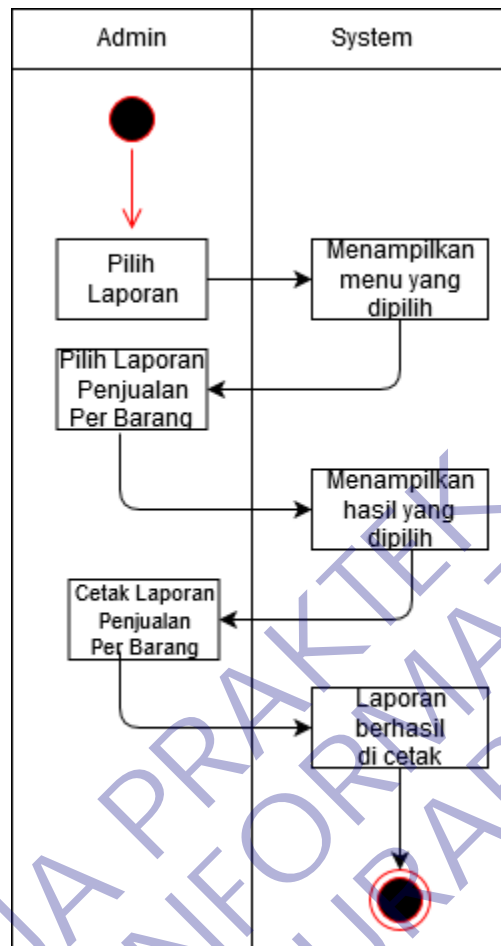 Admin
System
Pilih
Laporan
Menampilkan
menu yang
dipilih
Pilih Laporan
Penjualan
Per Barang
Menampilkan
hasil yang
dipilih
Cetak Laporan
Penjualan
Per Barang
Laporan
berhasil
di cetak
PRAKTEK